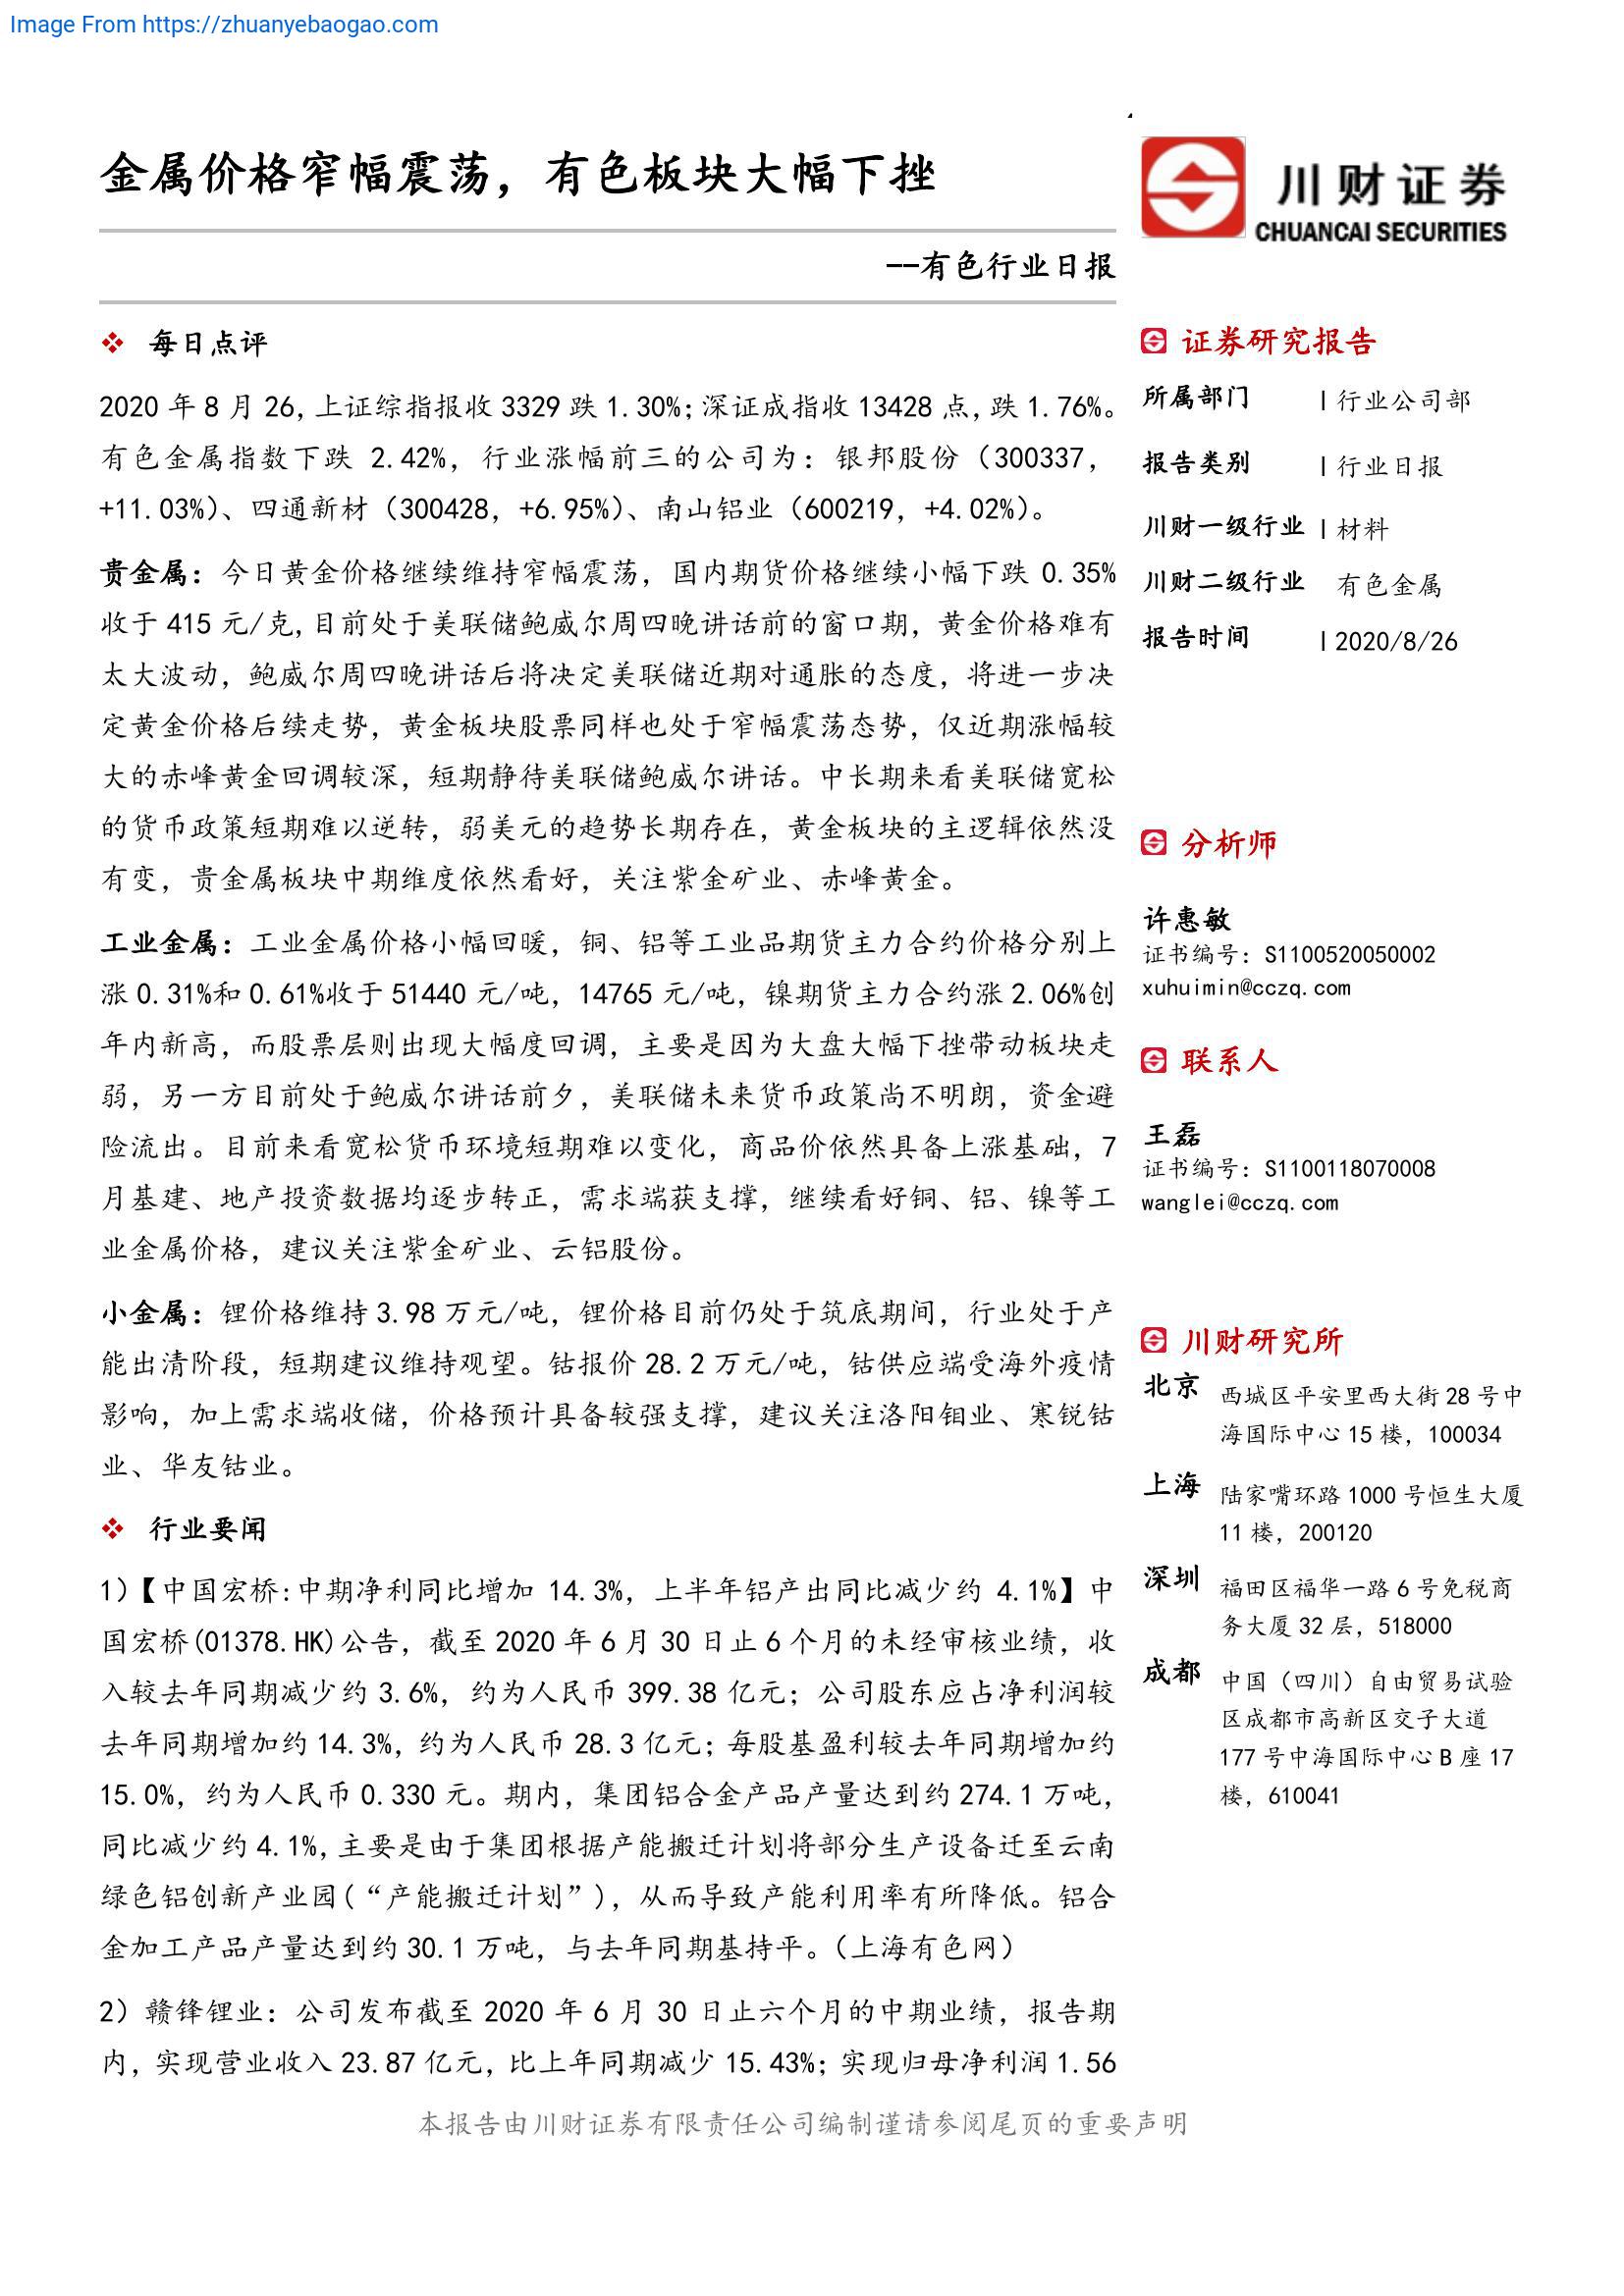 Image From https://zhuanyebaogao.com
金属价格窄幅震荡，有色板块大幅下挫
——有色行业日报
每日点评
2020 年 8 月 26，上证综指报收 3329 跌 1.30%；深证成指收 13428 点，跌 1.76%。
有色金属指数下跌 2.42%，行业涨幅前三的公司为：银邦股份（300337，
+11.03%）、四通新材（300428，+6.95%）、南山铝业（600219，+4.02%）。
贵金属：今日黄金价格继续维持窄幅震荡，国内期货价格继续小幅下跌 0.35%
收于 415 元/克，目前处于美联储鲍威尔周四晚讲话前的窗口期，黄金价格难有
太大波动，鲍威尔周四晚讲话后将决定美联储近期对通胀的态度，将进一步决
定黄金价格后续走势，黄金板块股票同样也处于窄幅震荡态势，仅近期涨幅较
大的赤峰黄金回调较深，短期静待美联储鲍威尔讲话。中长期来看美联储宽松
的货币政策短期难以逆转，弱美元的趋势长期存在，黄金板块的主逻辑依然没
有变，贵金属板块中期维度依然看好，关注紫金矿业、赤峰黄金。
工业金属：工业金属价格小幅回暖，铜、铝等工业品期货主力合约价格分别上
涨 0.31%和 0.61%收于 51440 元/吨，14765 元/吨，镍期货主力合约涨 2.06%创
年内新高，而股票层则出现大幅度回调，主要是因为大盘大幅下挫带动板块走
弱，另一方目前处于鲍威尔讲话前夕，美联储未来货币政策尚不明朗，资金避
险流出。目前来看宽松货币环境短期难以变化，商品价依然具备上涨基础，7
月基建、地产投资数据均逐步转正，需求端获支撑，继续看好铜、铝、镍等工
业金属价格，建议关注紫金矿业、云铝股份。
小金属：锂价格维持 3.98 万元/吨，锂价格目前仍处于筑底期间，行业处于产
能出清阶段，短期建议维持观望。钴报价 28.2 万元/吨，钴供应端受海外疫情
影响，加上需求端收储，价格预计具备较强支撑，建议关注洛阳钼业、寒锐钴
业、华友钴业。
行业要闻
1）【中国宏桥:中期净利同比增加 14.3%，上半年铝产出同比减少约 4.1%】中
国宏桥(01378.HK)公告，截至 2020 年 6 月 30 日止 6 个月的未经审核业绩，收
入较去年同期减少约 3.6%，约为人民币 399.38 亿元；公司股东应占净利润较
去年同期增加约 14.3%，约为人民币 28.3 亿元；每股基盈利较去年同期增加约
15.0%，约为人民币 0.330 元。期内，集团铝合金产品产量达到约 274.1 万吨，
同比减少约 4.1%，主要是由于集团根据产能搬迁计划将部分生产设备迁至云南
绿色铝创新产业园(“产能搬迁计划”)，从而导致产能利用率有所降低。铝合
金加工产品产量达到约 30.1 万吨，与去年同期基持平。（上海有色网）
2）赣锋锂业：公司发布截至 2020 年 6 月 30 日止六个月的中期业绩，报告期
内，实现营业收入 23.87 亿元，比上年同期减少 15.43%；实现归母净利润 1.56
川财证券
CHUANCAI SECURITIES
证券研究报告
所属部门 | 行业公司部
报告类别 | 行业日报
川财一级行业 | 材料
川财二级行业 有色金属
报告时间 | 2020/8/26
分析师
许惠敏
证书编号：S1100520050002
xuhuimin@cczq.com
联系人
王磊
证书编号：S1100118070008
wanglei@cczq.com
川财研究所
北京 西城区平安里西大街 28 号中
海国际中心 15 楼，100034
上海 陆家嘴环路 1000 号恒生大厦
11 楼，200120
深圳 福田区福华一路 6 号免税商
务大厦 32 层，518000
成都 中国（四川）自由贸易试验
区成都市高新区交子大道
177 号中海国际中心 B 座 17
楼，610041
本报告由川财证券有限责任公司编制谨请参阅尾页的重要声明